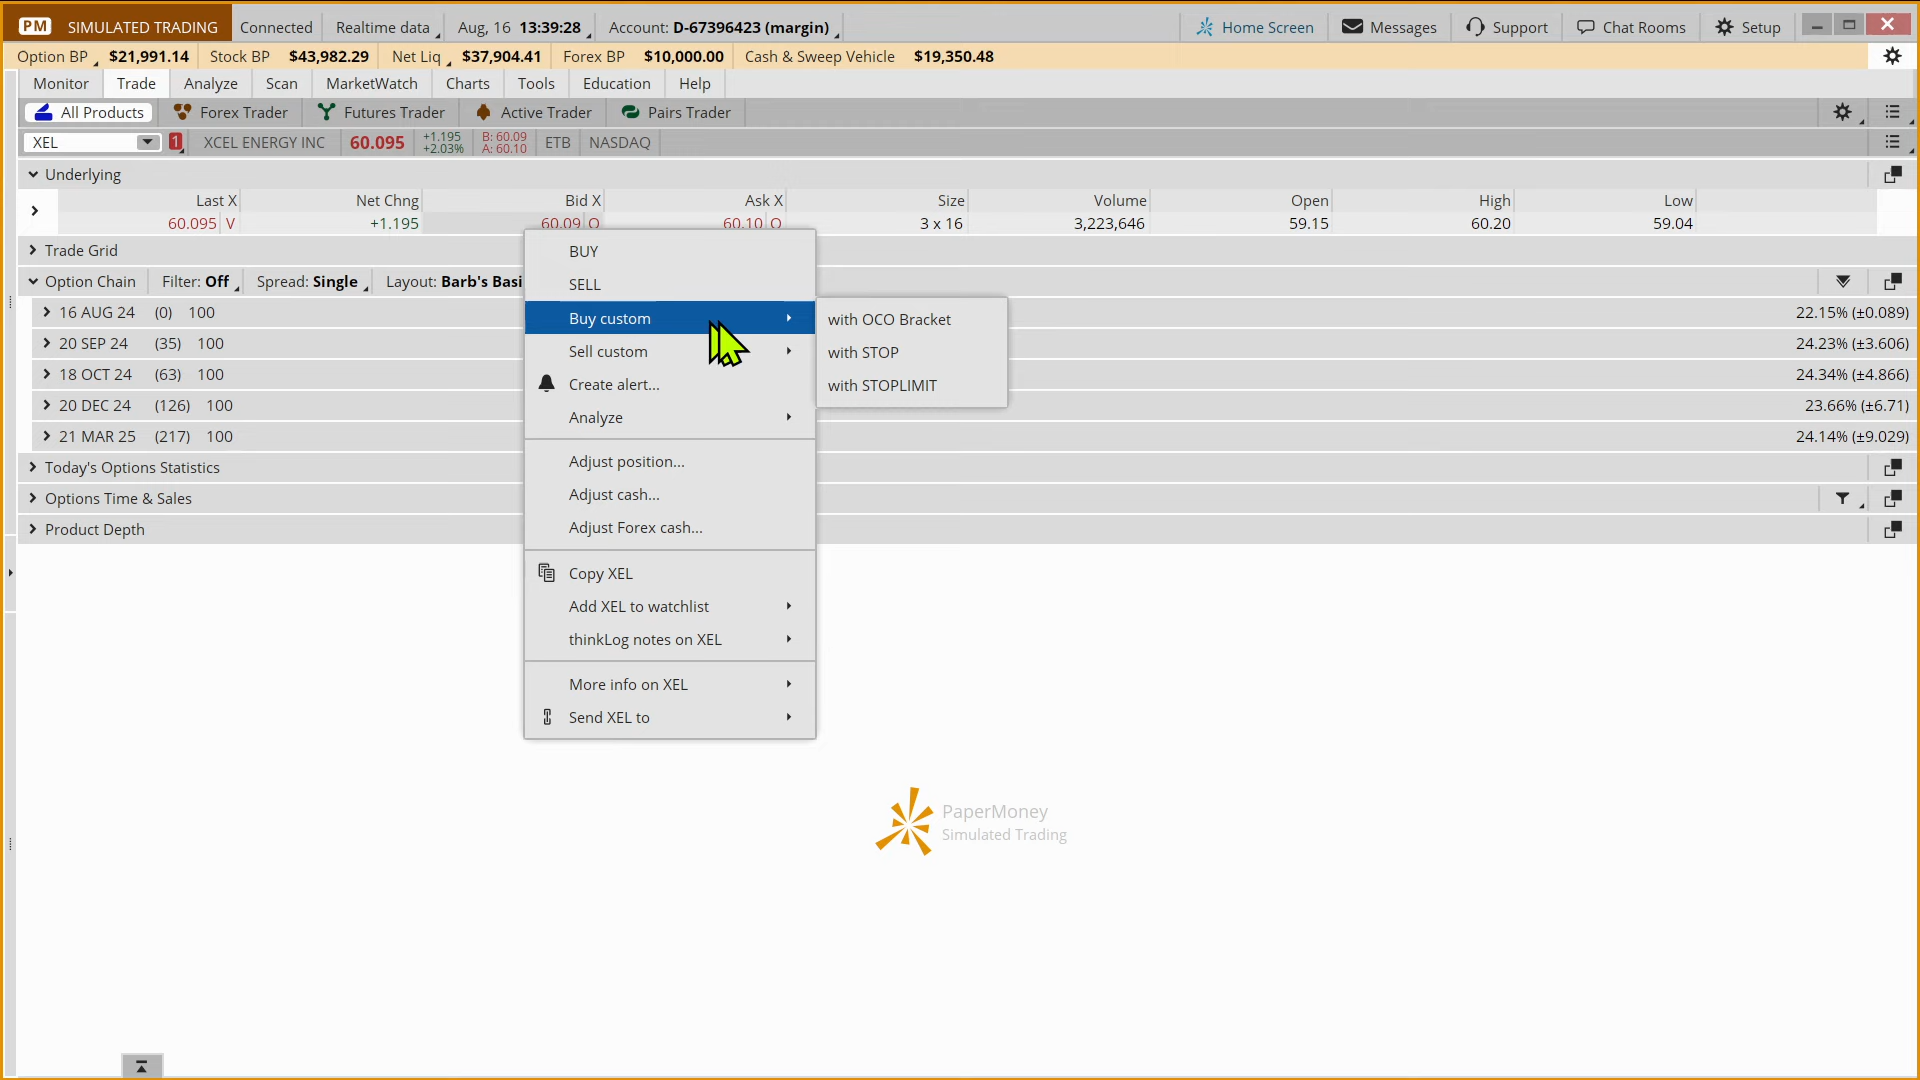 PM SIMULATED TRADING Connected Realtime data Aug, 16 13:39:28 Account: D-67396423 (margin) Home Screen Messages Support Chat Rooms Setup
Option BP $21,991.14 Stock BP $43,982.29 Net Liq $37,904.41 Forex BP $10,000.00 Cash & Sweep Vehicle $19,350.48
Monitor Trade Analyze Scan MarketWatch Charts Tools Education Help
All Products Forex Trader Futures Trader Active Trader Pairs Trader
XEL 1 XCEL ENERGY INC 60.095 +1.195 +2.03% B: 60.09 A: 60.10 ETB NASDAQ
Underlying
Last X Net Chng Bid X Ask X Size Volume Open High Low
60.095 V +1.195 60.09 Q 60.10 Q 3 x 16 3,223,646 59.15 60.20 59.04
Trade Grid
Option Chain Filter: Off Spread: Single Layout: Barb's Basi
16 AUG 24 (0) 100 22.15% (±0.089)
20 SEP 24 (35) 100 24.23% (±3.606)
18 OCT 24 (63) 100 24.34% (±4.866)
20 DEC 24 (126) 100 23.66% (±6.71)
21 MAR 25 (217) 100 24.14% (±9.029)
Today's Options Statistics
Options Time & Sales
Product Depth
BUY
SELL
Buy custom
Sell custom
Create alert...
Analyze
Adjust position...
Adjust cash...
Adjust Forex cash...
Copy XEL
Add XEL to watchlist
thinkLog notes on XEL
More info on XEL
Send XEL to
with OCO Bracket
with STOP
with STOPLIMIT
PaperMoney
Simulated Trading